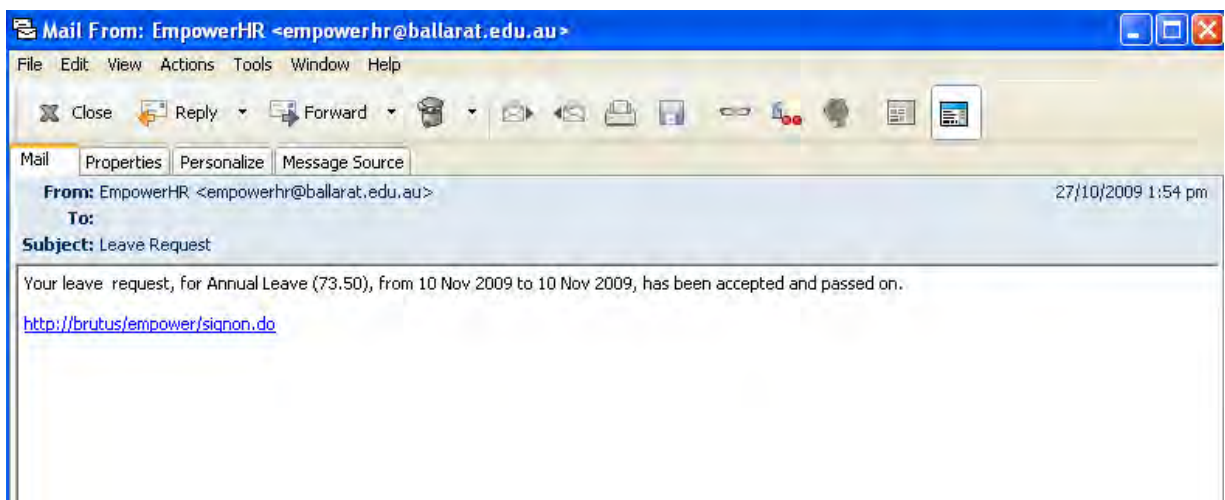 Mail From: EmpowerHR <empowerhr@ballarat.edu.au>
File Edit View Actions Tools Window Help
Close Reply Forward
Mail Properties Personalize Message Source
From: EmpowerHR <empowerhr@ballarat.edu.au> 27/10/2009 1:54 pm
To:
Subject: Leave Request
Your leave request, for Annual Leave (73.50), from 10 Nov 2009 to 10 Nov 2009, has been accepted and passed on.
http://brutus/empower/signon.do